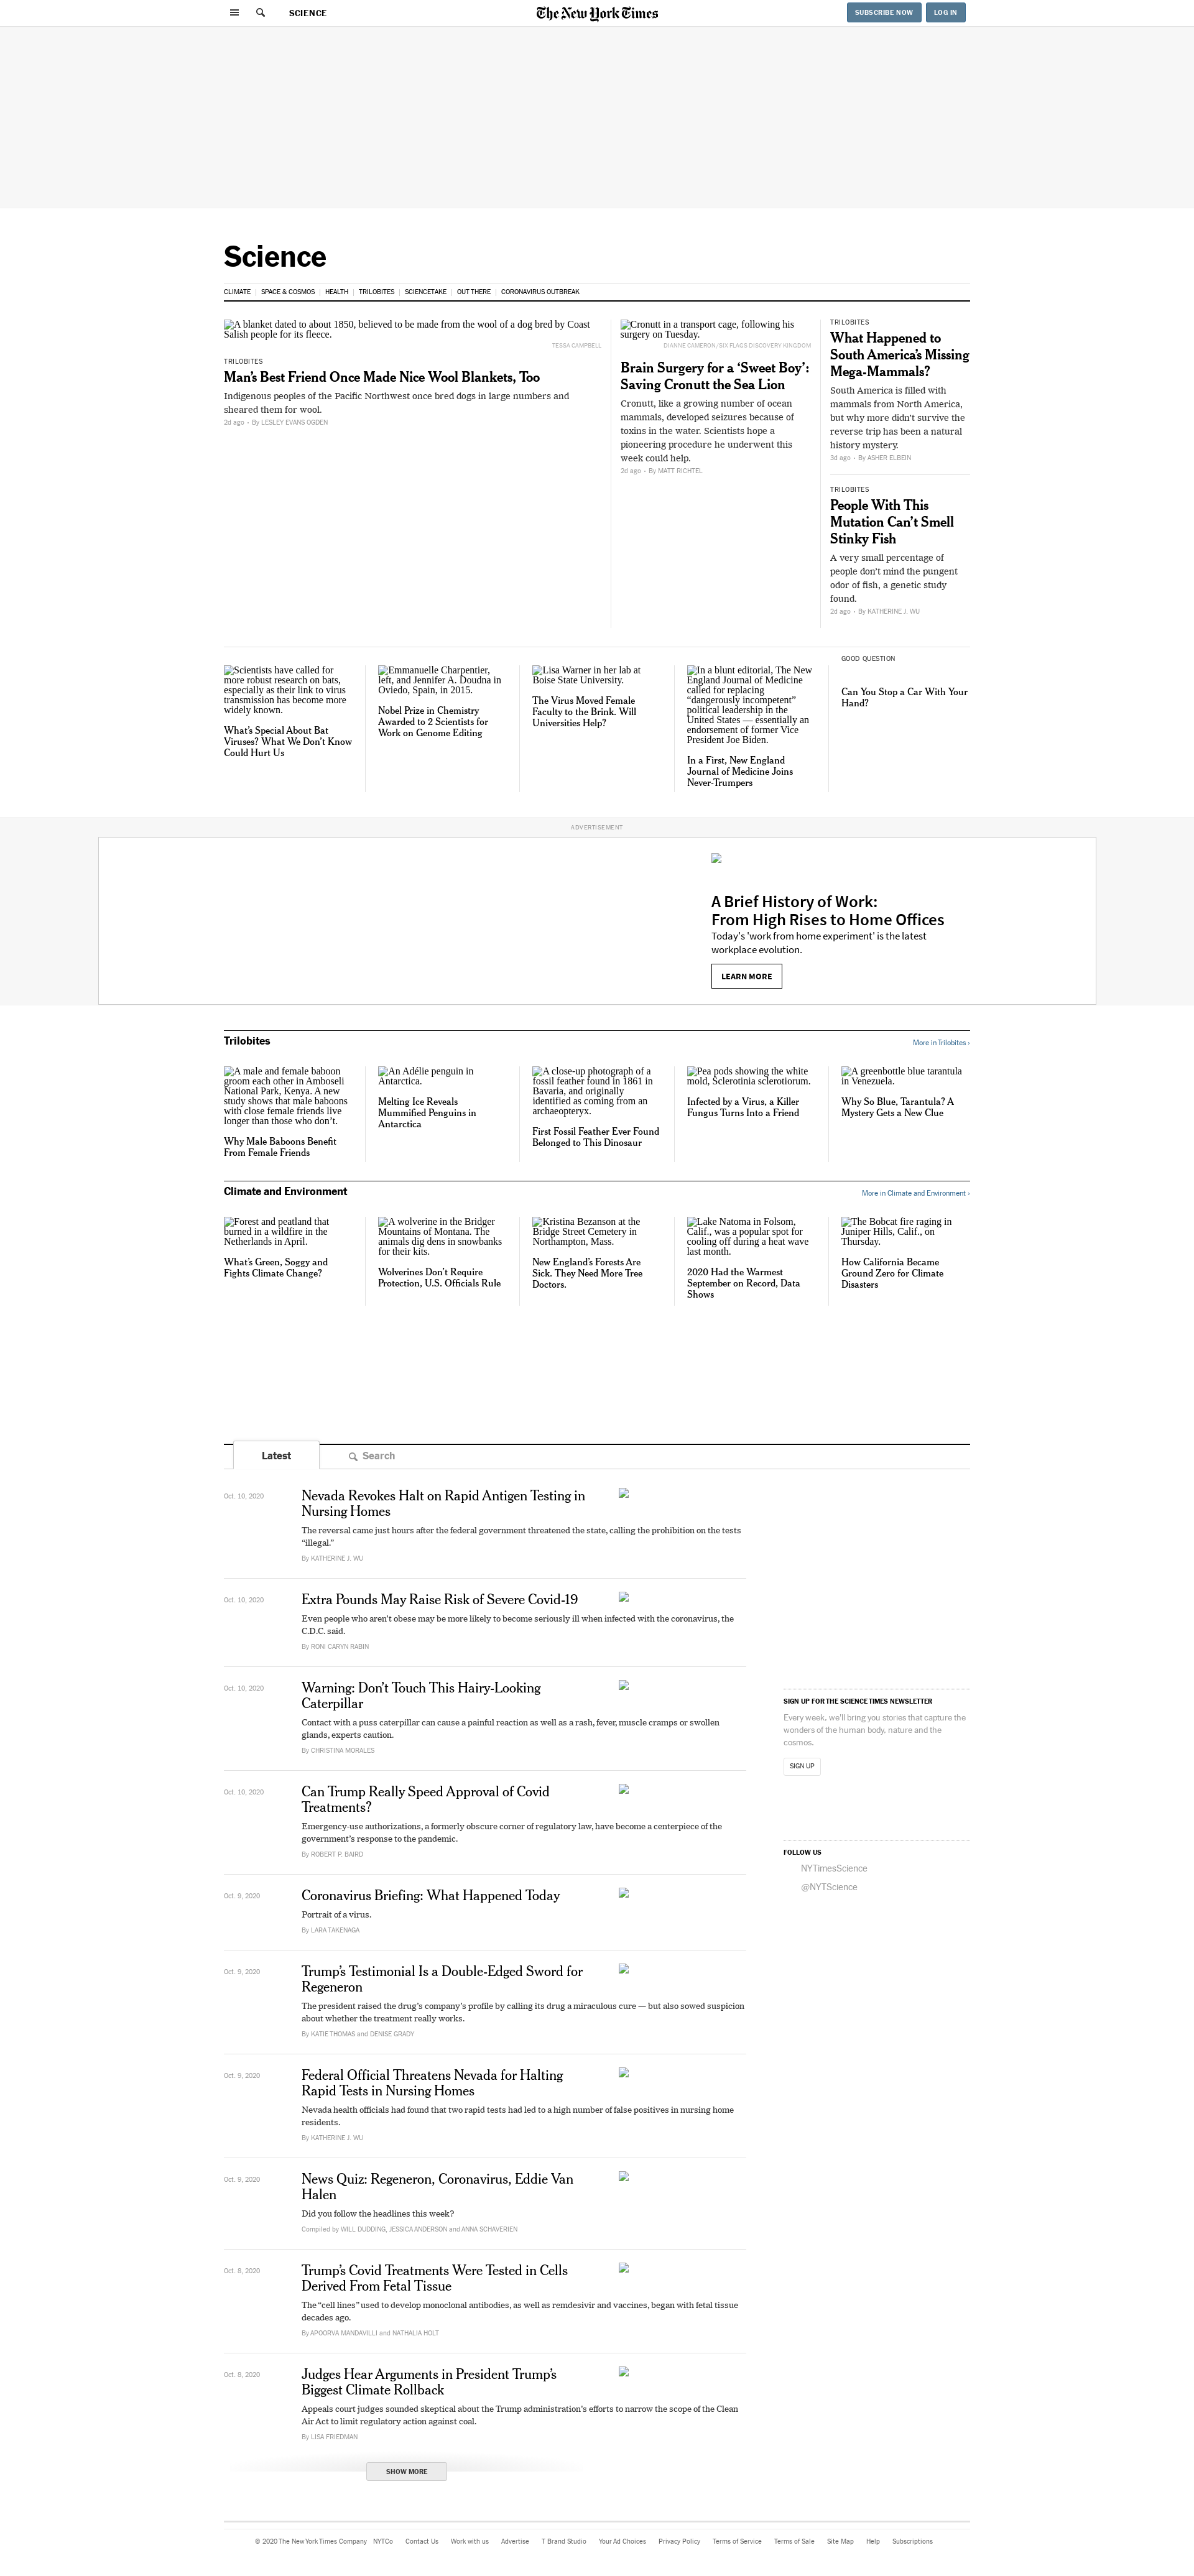 SCIENCE
The New York Times
SUBSCRIBE NOW
LOG IN
Science
CLIMATE | SPACE & COSMOS | HEALTH | TRILOBITES | SCIENCETAKE | OUT THERE | CORONAVIRUS OUTBREAK
A blanket dated to about 1850, believed to be made from the wool of a dog bred by Coast
Salish people for its fleece.
TESSA CAMPBELL
TRILOBITES
Man’s Best Friend Once Made Nice Wool Blankets, Too
Indigenous peoples of the Pacific Northwest once bred dogs in large numbers and
sheared them for wool.
2d ago • By LESLEY EVANS OGDEN
Cronutt in a transport cage, following his
surgery on Tuesday.
DIANNE CAMERON/SIX FLAGS DISCOVERY KINGDOM
Brain Surgery for a ‘Sweet Boy’:
Saving Cronutt the Sea Lion
Cronutt, like a growing number of ocean
mammals, developed seizures because of
toxins in the water. Scientists hope a
pioneering procedure he underwent this
week could help.
2d ago • By MATT RICHTEL
TRILOBITES
What Happened to
South America’s Missing
Mega-Mammals?
South America is filled with
mammals from North America,
but why more didn’t survive the
reverse trip has been a natural
history mystery.
3d ago • By ASHER ELBEIN
TRILOBITES
People With This
Mutation Can’t Smell
Stinky Fish
A very small percentage of
people don’t mind the pungent
odor of fish, a genetic study
found.
2d ago • By KATHERINE J. WU
Scientists have called for
more robust research on bats,
especially as their link to virus
transmission has become more
widely known.
What’s Special About Bat
Viruses? What We Don’t Know
Could Hurt Us
Emmanuelle Charpentier,
left, and Jennifer A. Doudna in
Oviedo, Spain, in 2015.
Nobel Prize in Chemistry
Awarded to 2 Scientists for
Work on Genome Editing
Lisa Warner in her lab at
Boise State University.
The Virus Moved Female
Faculty to the Brink. Will
Universities Help?
In a blunt editorial, The New
England Journal of Medicine
called for replacing
“dangerously incompetent”
political leadership in the
United States — essentially an
endorsement of former Vice
President Joe Biden.
In a First, New England
Journal of Medicine Joins
Never-Trumpers
GOOD QUESTION
Can You Stop a Car With Your
Hand?
ADVERTISEMENT
A Brief History of Work:
From High Rises to Home Offices
Today's 'work from home experiment' is the latest
workplace evolution.
LEARN MORE
Trilobites
More in Trilobites ›
A male and female baboon
groom each other in Amboseli
National Park, Kenya. A new
study shows that male baboons
with close female friends live
longer than those who don’t.
Why Male Baboons Benefit
From Female Friends
An Adélie penguin in
Antarctica.
Melting Ice Reveals
Mummified Penguins in
Antarctica
A close-up photograph of a
fossil feather found in 1861 in
Bavaria, and originally
identified as coming from an
archaeopteryx.
First Fossil Feather Ever Found
Belonged to This Dinosaur
Pea pods showing the white
mold, Sclerotinia sclerotiorum.
Infected by a Virus, a Killer
Fungus Turns Into a Friend
A greenbottle blue tarantula
in Venezuela.
Why So Blue, Tarantula? A
Mystery Gets a New Clue
Climate and Environment
More in Climate and Environment ›
Forest and peatland that
burned in a wildfire in the
Netherlands in April.
What’s Green, Soggy and
Fights Climate Change?
A wolverine in the Bridger
Mountains of Montana. The
animals dig dens in snowbanks
for their kits.
Wolverines Don’t Require
Protection, U.S. Officials Rule
Kristina Bezanson at the
Bridge Street Cemetery in
Northampton, Mass.
New England’s Forests Are
Sick. They Need More Tree
Doctors.
Lake Natoma in Folsom,
Calif., was a popular spot for
cooling off during a heat wave
last month.
2020 Had the Warmest
September on Record, Data
Shows
The Bobcat fire raging in
Juniper Hills, Calif., on
Thursday.
How California Became
Ground Zero for Climate
Disasters
Latest
Search
Oct. 10, 2020
Nevada Revokes Halt on Rapid Antigen Testing in
Nursing Homes
The reversal came just hours after the federal government threatened the state, calling the prohibition on the tests
“illegal.”
By KATHERINE J. WU
Oct. 10, 2020
Extra Pounds May Raise Risk of Severe Covid-19
Even people who aren’t obese may be more likely to become seriously ill when infected with the coronavirus, the
C.D.C. said.
By RONI CARYN RABIN
Oct. 10, 2020
Warning: Don’t Touch This Hairy-Looking
Caterpillar
Contact with a puss caterpillar can cause a painful reaction as well as a rash, fever, muscle cramps or swollen
glands, experts caution.
By CHRISTINA MORALES
Oct. 10, 2020
Can Trump Really Speed Approval of Covid
Treatments?
Emergency-use authorizations, a formerly obscure corner of regulatory law, have become a centerpiece of the
government’s response to the pandemic.
By ROBERT P. BAIRD
Oct. 9, 2020
Coronavirus Briefing: What Happened Today
Portrait of a virus.
By LARA TAKENAGA
Oct. 9, 2020
Trump’s Testimonial Is a Double-Edged Sword for
Regeneron
The president raised the drug’s company’s profile by calling its drug a miraculous cure — but also sowed suspicion
about whether the treatment really works.
By KATIE THOMAS and DENISE GRADY
Oct. 9, 2020
Federal Official Threatens Nevada for Halting
Rapid Tests in Nursing Homes
Nevada health officials had found that two rapid tests had led to a high number of false positives in nursing home
residents.
By KATHERINE J. WU
Oct. 9, 2020
News Quiz: Regeneron, Coronavirus, Eddie Van
Halen
Did you follow the headlines this week?
Compiled by WILL DUDDING, JESSICA ANDERSON and ANNA SCHAVERIEN
Oct. 8, 2020
Trump’s Covid Treatments Were Tested in Cells
Derived From Fetal Tissue
The “cell lines” used to develop monoclonal antibodies, as well as remdesivir and vaccines, began with fetal tissue
decades ago.
By APOORVA MANDAVILLI and NATHALIA HOLT
Oct. 8, 2020
Judges Hear Arguments in President Trump’s
Biggest Climate Rollback
Appeals court judges sounded skeptical about the Trump administration’s efforts to narrow the scope of the Clean
Air Act to limit regulatory action against coal.
By LISA FRIEDMAN
SHOW MORE
SIGN UP FOR THE SCIENCE TIMES NEWSLETTER
Every week, we'll bring you stories that capture the
wonders of the human body, nature and the
cosmos.
SIGN UP
FOLLOW US
NYTimesScience
@NYTScience
© 2020 The New York Times Company NYTCo Contact Us Work with us Advertise T Brand Studio Your Ad Choices Privacy Policy Terms of Service Terms of Sale Site Map Help Subscriptions